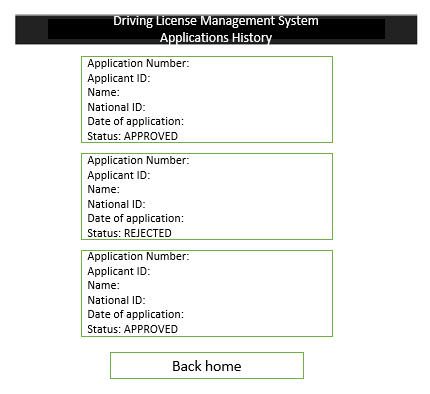 Driving License Management System
Applications History
Application Number:
Applicant ID:
Name:
National ID:
Date of application:
Status: APPROVED
Application Number:
Applicant ID:
Name:
National ID:
Date of application:
Status: REJECTED
Application Number:
Applicant ID:
Name:
National ID:
Date of application:
Status: APPROVED
Back home